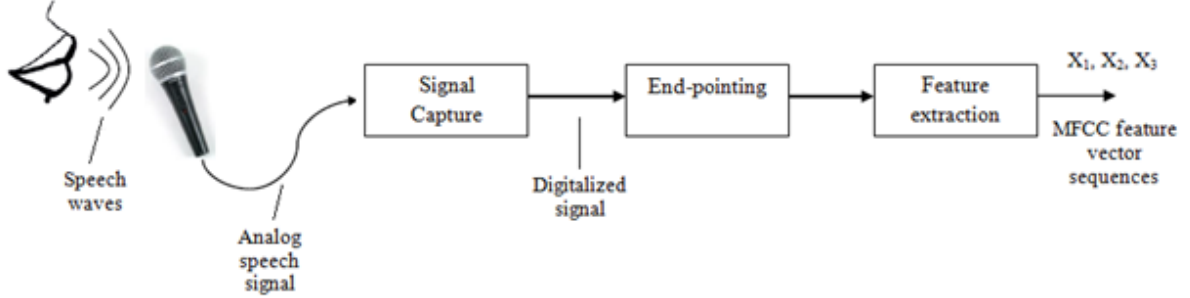 Speech
waves
Analog
speech
signal
Signal
Capture
Digitalized
signal
End-pointing
Feature
extraction
X₁, X₂, X₃
MFCC feature
vector
sequences